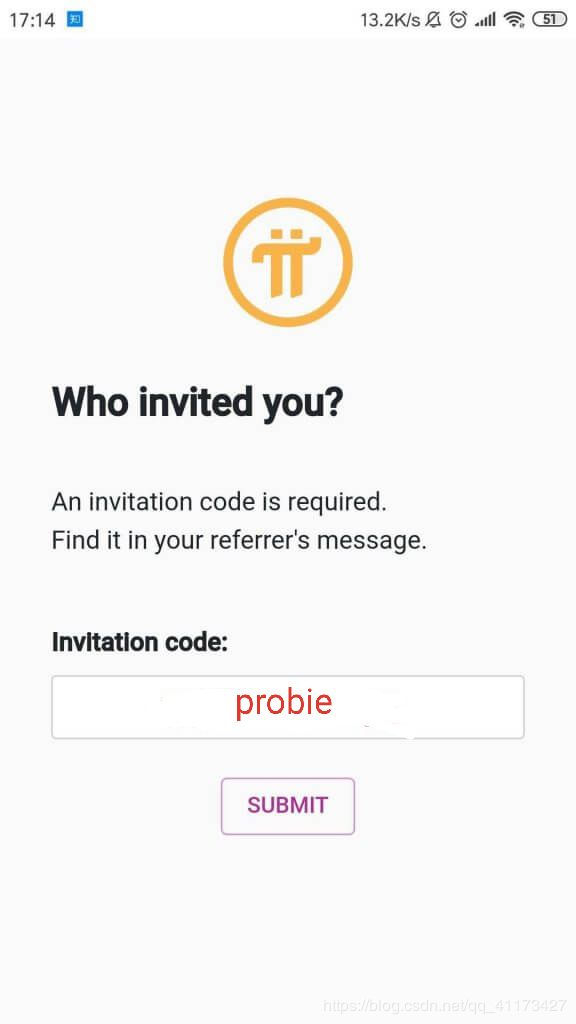 17:14 知 13.2K/s 51
Who invited you?
An invitation code is required.
Find it in your referrer's message.
Invitation code:
probie
SUBMIT
https://blog.csdn.net/qq_41173427